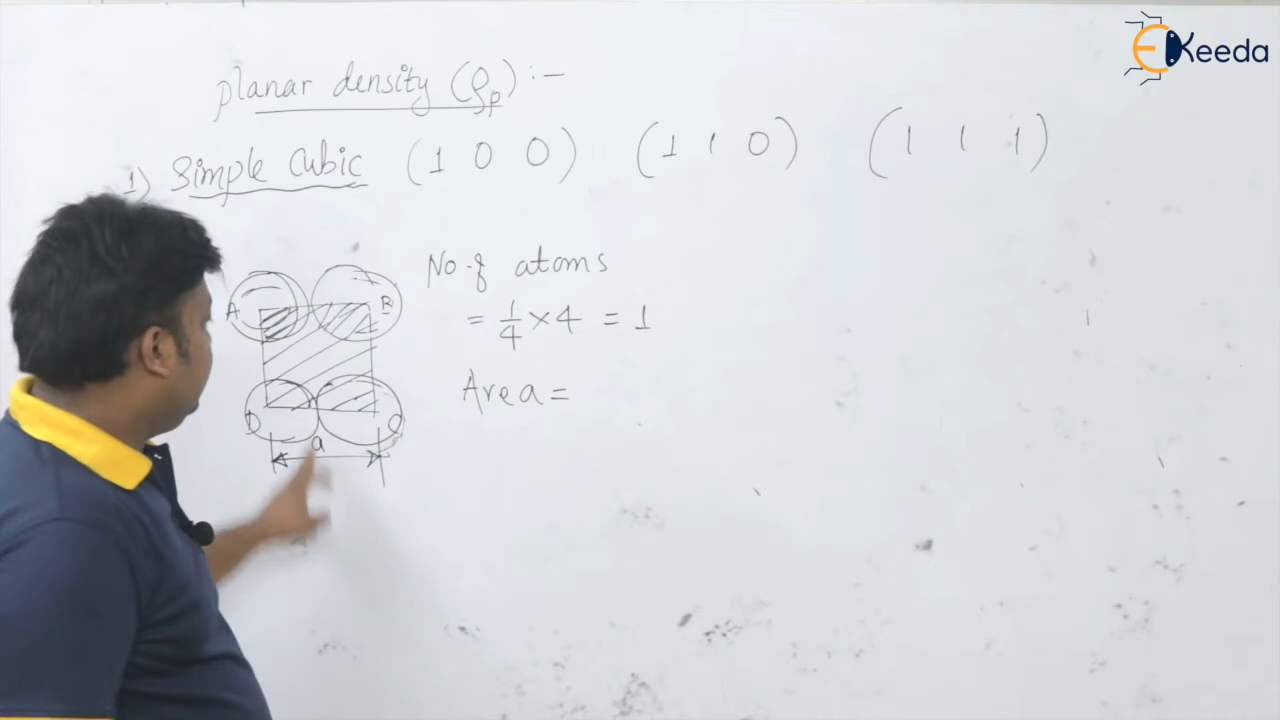 EKeeda
planar density (ρp) :-
1) Simple Cubic (1 0 0) (1 1 0) (1 1 1)
A B
D C
a
No. of atoms
= 1/4 × 4 = 1
Area =